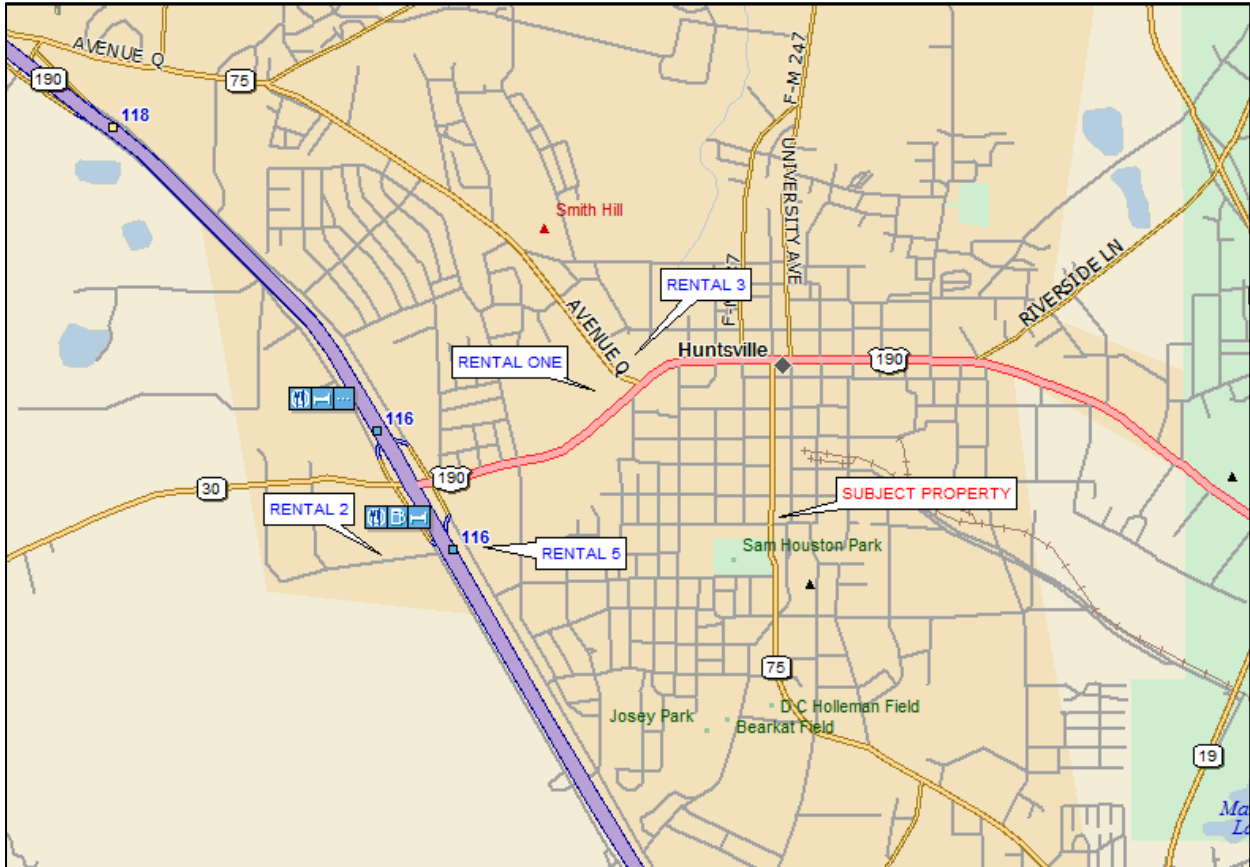 AVENUE Q
190
75
118
F-M 247
UNIVERSITY AVE
Smith Hill
RIVERSIDE LN
RENTAL 3
AVENUE Q
Huntsville
RENTAL ONE
190
116
190
30
SUBJECT PROPERTY
RENTAL 2
116
RENTAL 5
Sam Houston Park
75
D C Holleman Field
Josey Park
Bearkat Field
19